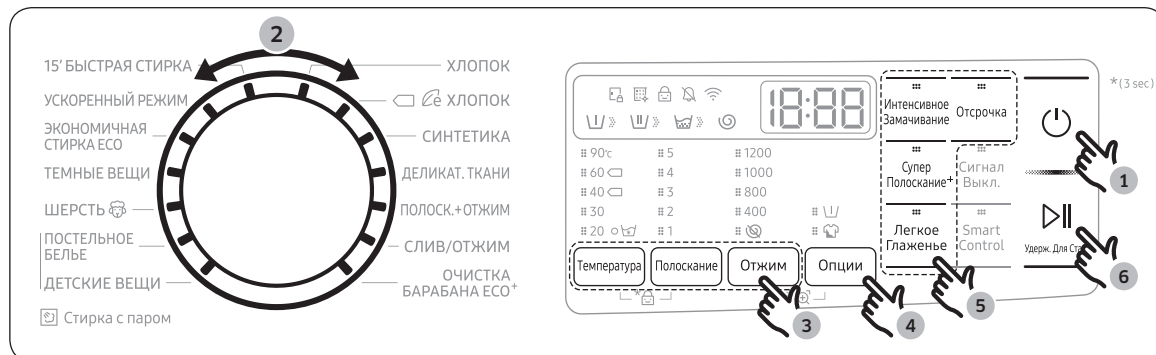 2
15' БЫСТРАЯ СТИРКА
УСКОРЕННЫЙ РЕЖИМ
ЭКОНОМИЧНАЯ
СТИРКА ECO
ТЕМНЫЕ ВЕЩИ
ШЕРСТЬ
ПОСТЕЛЬНОЕ
БЕЛЬЕ
ДЕТСКИЕ ВЕЩИ
Стирка с паром
ХЛОПОК
ė ХЛОПОК
СИНТЕТИКА
ДЕЛИКАТ. ТКАНИ
ПОЛОСК.+ОТЖИМ
СЛИВ/ОТЖИМ
ОЧИСТКА
БАРАБАНА ECO+
18:88
90℃ 5 1200
60 4 1000
40 3 800
30 2 400
20 1
Температура Полоскание Отжим Опции
*
3 4
Интенсивное
Замачивание
Отсрочка
Супер
Полоскание+
Сигнал
Выкл.
Легкое
Глаженье
Smart
Control
5
*(3 sec)
1
Удерж. Для Ста
6